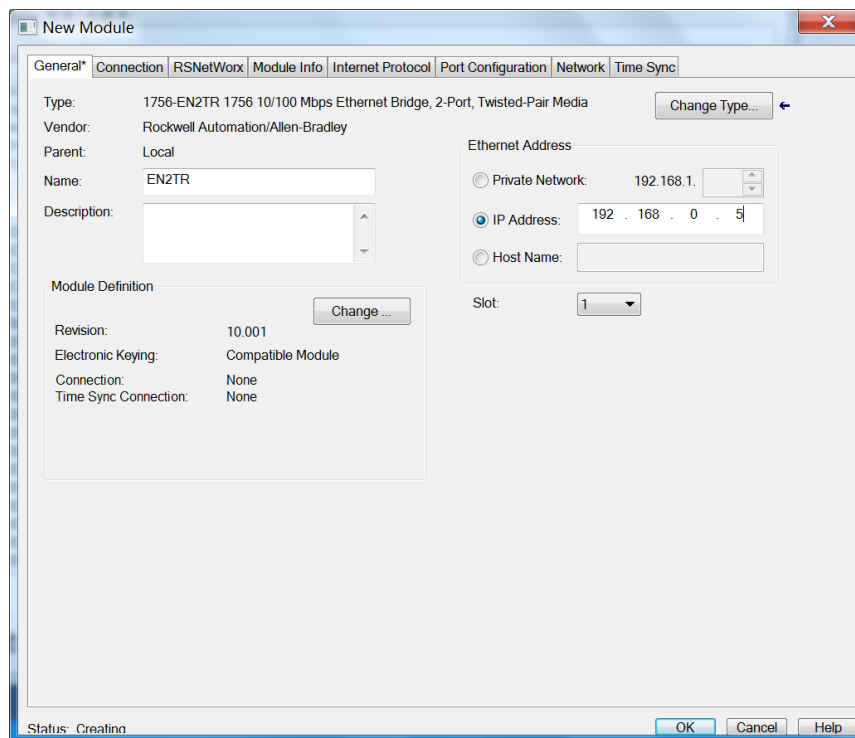 New Module
General* Connection RSNetWorx Module Info Internet Protocol Port Configuration Network Time Sync
Type: 1756-EN2TR 1756 10/100 Mbps Ethernet Bridge, 2-Port, Twisted-Pair Media
Change Type...
Vendor: Rockwell Automation/Allen-Bradley
Parent: Local
Name: EN2TR
Description:
Ethernet Address
Private Network: 192.168.1.
IP Address: 192 . 168 . 0 . 5
Host Name:
Slot: 1
Module Definition
Change ...
Revision: 10.001
Electronic Keying: Compatible Module
Connection: None
Time Sync Connection: None
Status: Creating
OK Cancel Help